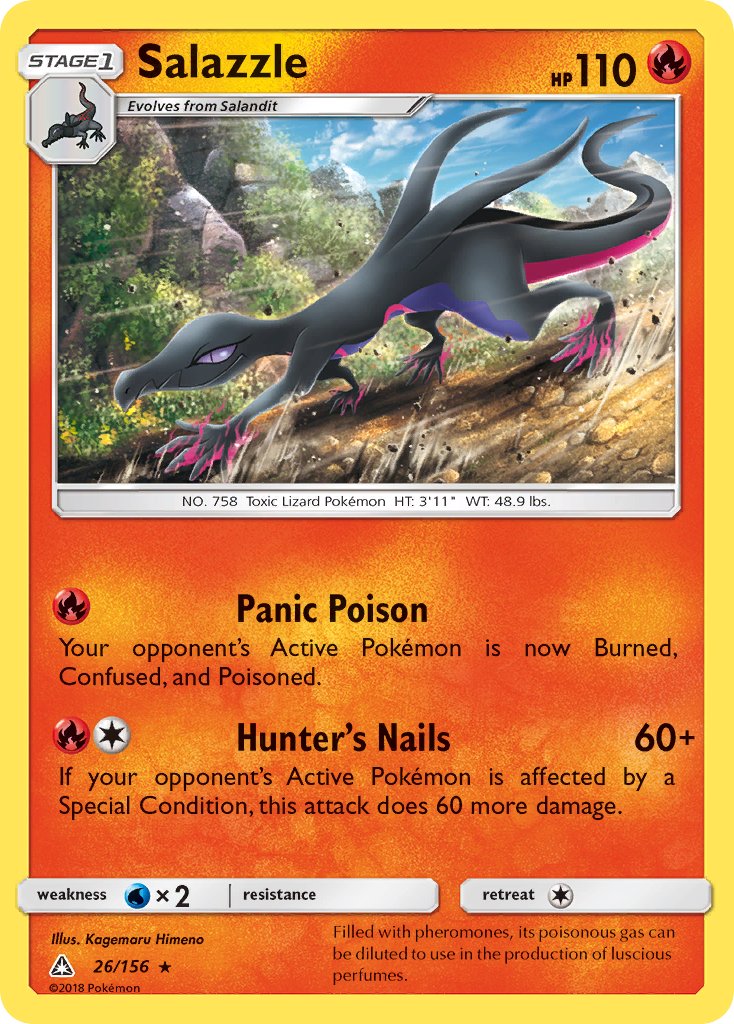 STAGE1
Salazzle
HP 110
Evolves from Salandit
NO. 758 Toxic Lizard Pokémon HT: 3'11" WT: 48.9 lbs.
Panic Poison
Your opponent's Active Pokémon is now Burned,
Confused, and Poisoned.
Hunter's Nails 60+
If your opponent's Active Pokémon is affected by a
Special Condition, this attack does 60 more damage.
weakness ×2 resistance retreat
Illus. Kagemaru Himeno
26/156 ★
©2018 Pokémon
Filled with pheromones, its poisonous gas can
be diluted to use in the production of luscious
perfumes.